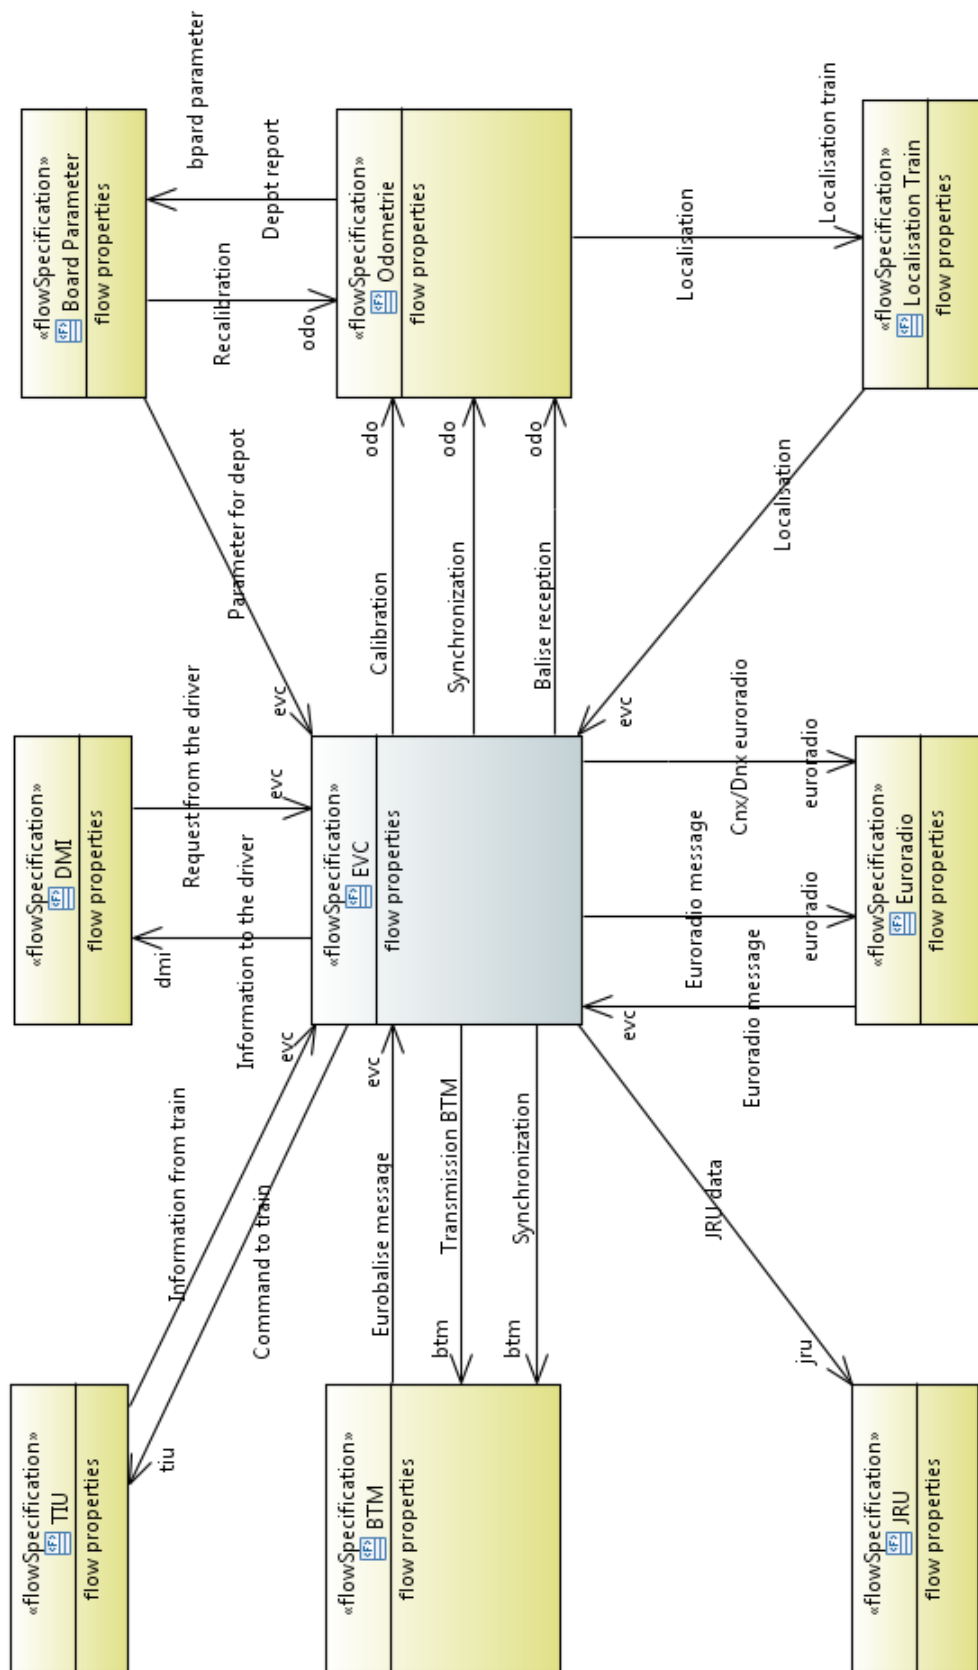 «flowSpecification»
TIU
flow properties
Information from train
evc
Command to train
tiu
«flowSpecification»
DMI
flow properties
Information to the driver
dmi
Request from the driver
evc
«flowSpecification»
Board Parameter
flow properties
Parameter for depot
evc
Recalibration
odo
Depot report
bpard parameter
«flowSpecification»
BTM
flow properties
Eurobalise message
evc
Transmission BTM
btm
Synchronization
btm
«flowSpecification»
EVC
flow properties
Calibration
odo
Synchronization
odo
Balise reception
odo
«flowSpecification»
Odometrie
flow properties
Localisation
Localisation train
JRU data
jru
Euroradio message
evc
Euroradio message
euroradio
Cnx/Dnx euroradio
euroradio
Localisation
evc
«flowSpecification»
JRU
flow properties
«flowSpecification»
Euroradio
flow properties
«flowSpecification»
Localisation Train
flow properties